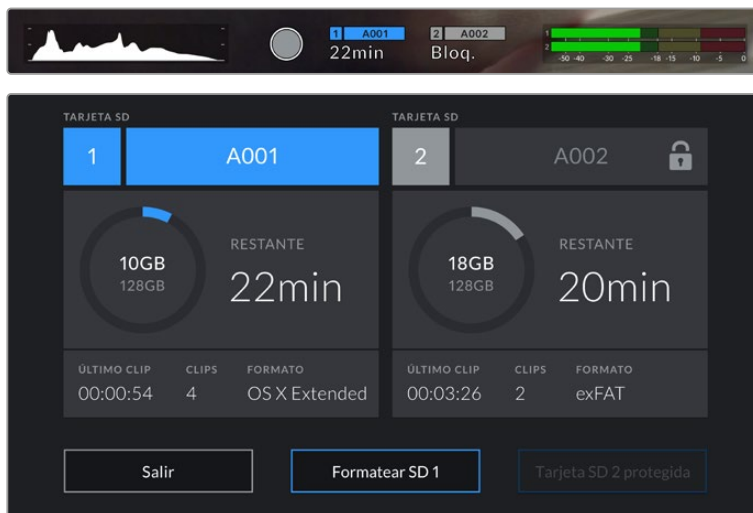 1 A001
22min
2 A002
Bloq.
1
2
-50 -40 -30 -25 -18 -15 -10 -5 0
TARJETA SD
1 A001
10GB
128GB
RESTANTE
22min
ÚLTIMO CLIP CLIPS FORMATO
00:00:54 4 OS X Extended
TARJETA SD
2 A002
18GB
128GB
RESTANTE
20min
ÚLTIMO CLIP CLIPS FORMATO
00:03:26 2 exFAT
Salir
Formatear SD 1
Tarjeta SD 2 protegida